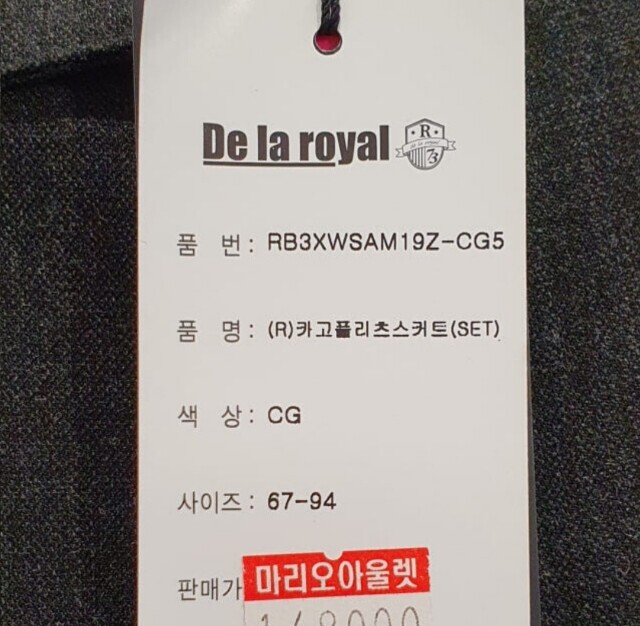 De la royal
R
73
품 번 : RB3XWSAM19Z-CG5
품 명 : (R)카고플리츠스커트(SET)
색 상 : CG
사이즈 : 67-94
판매가
마리오아울렛